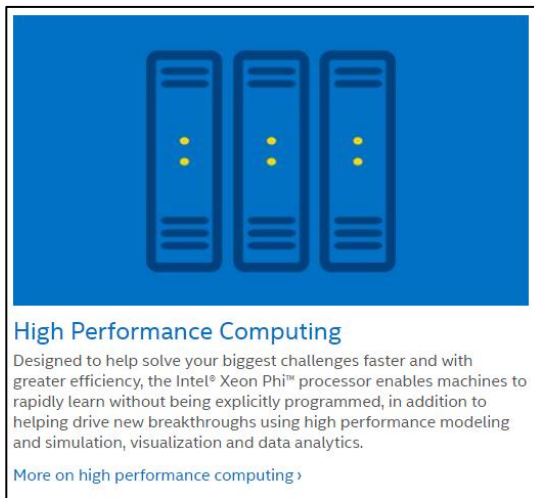 High Performance Computing
Designed to help solve your biggest challenges faster and with
greater efficiency, the Intel® Xeon Phi™ processor enables machines to
rapidly learn without being explicitly programmed, in addition to
helping drive new breakthroughs using high performance modeling
and simulation, visualization and data analytics.
More on high performance computing ›